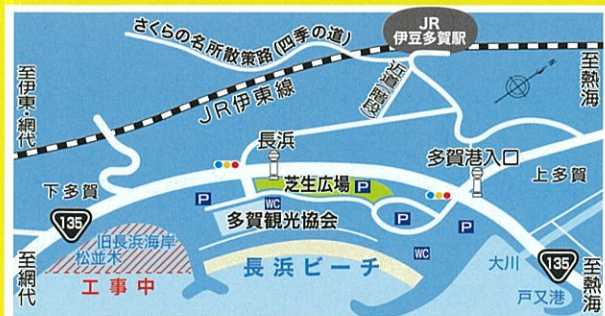 さくらの名所散策路(四季の道)
JR
伊豆多賀駅
至伊東・網代
JR伊東線
近道(階段)
至熱海
長浜
多賀港入口
上多賀
下多賀
芝生広場
P
P
P
P
WC
WC
多賀観光協会
135
旧長浜海岸
松並木
工事中
長浜ビーチ
大川
135
戸又港
至網代
至熱海